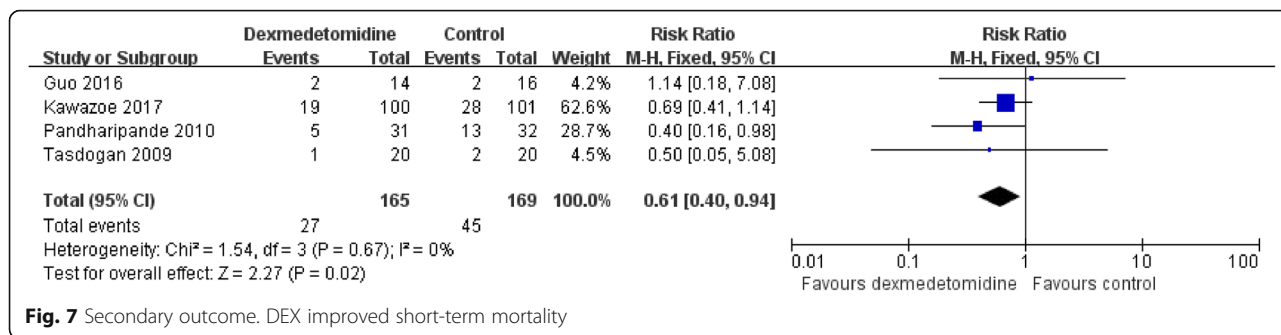 Dexmedetomidine Control Risk Ratio Risk Ratio
Study or Subgroup Events Total Events Total Weight M-H, Fixed, 95% CI M-H, Fixed, 95% CI
Guo 2016 2 14 2 16 4.2% 1.14 [0.18, 7.08]
Kawazoe 2017 19 100 28 101 62.6% 0.69 [0.41, 1.14]
Pandharipande 2010 5 31 13 32 28.7% 0.40 [0.16, 0.98]
Tasdogan 2009 1 20 2 20 4.5% 0.50 [0.05, 5.08]
Total (95% CI) 165 169 100.0% 0.61 [0.40, 0.94]
Total events 27 45
Heterogeneity: Chi² = 1.54, df = 3 (P = 0.67); I² = 0%
Test for overall effect: Z = 2.27 (P = 0.02)
0.01 0.1 1 10 100
Favours dexmedetomidine Favours control
Fig. 7 Secondary outcome. DEX improved short-term mortality